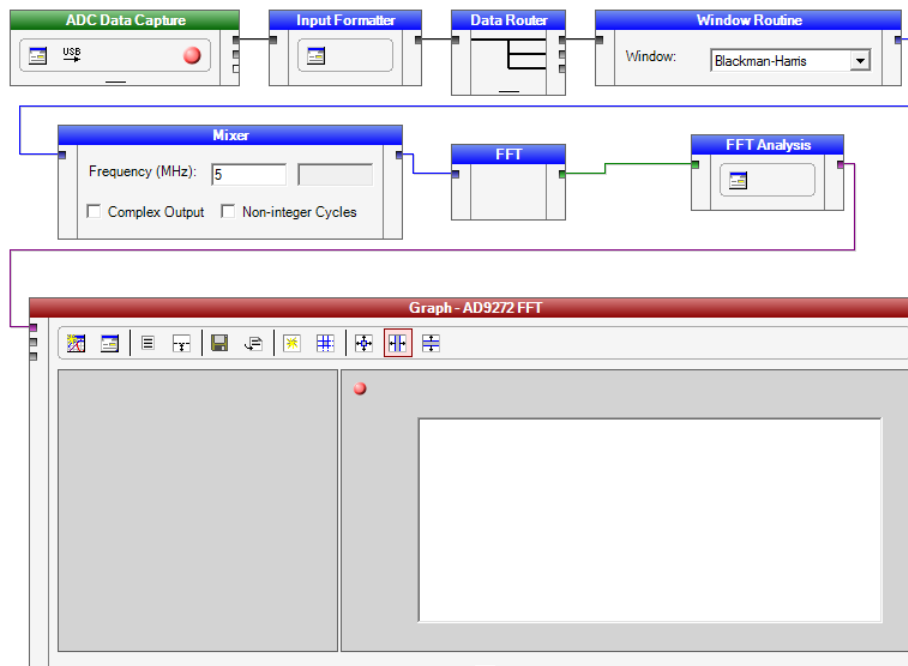 ADC Data Capture
USB
Input Formatter
Data Router
Window Routine
Window:
Blackman-Harris
Mixer
Frequency (MHz):
5
Complex Output
Non-integer Cycles
FFT
FFT Analysis
Graph - AD9272 FFT